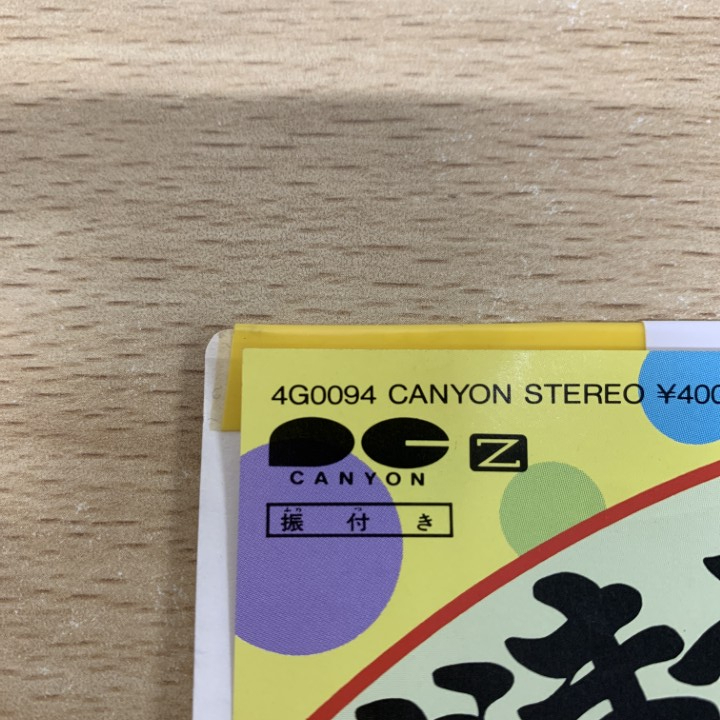 4G0094 CANYON STEREO ¥400
PC Z
CANYON
振付き